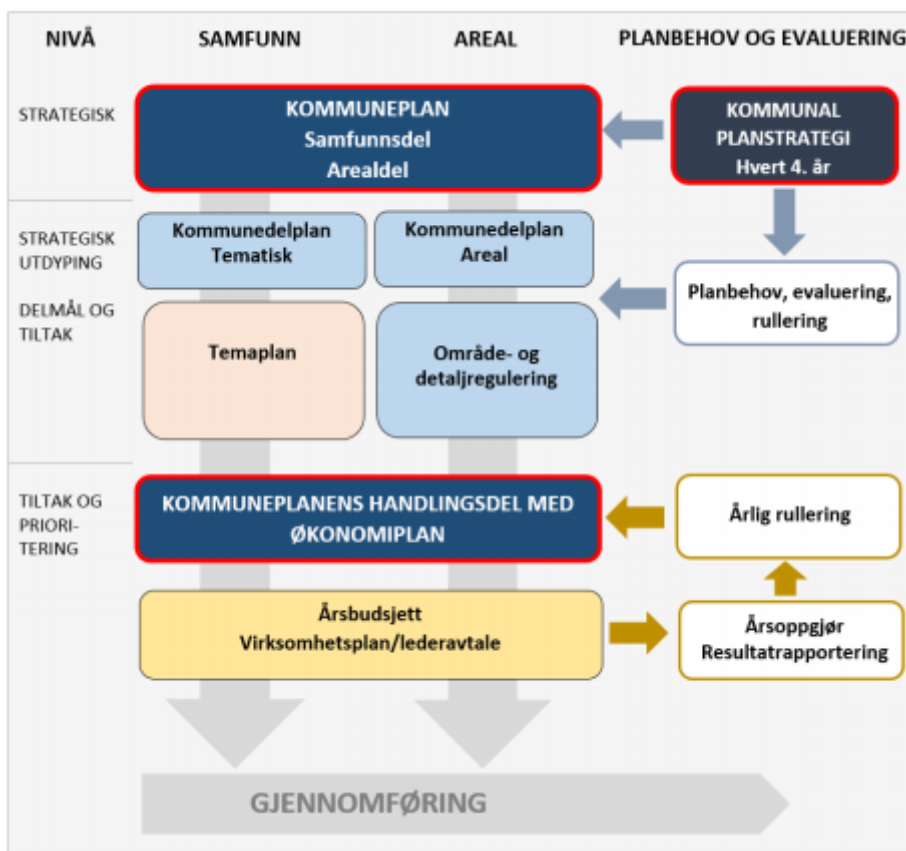 NIVÅ
SAMFUNN
AREAL
PLANBEHOV OG EVALUERING
STRATEGISK
KOMMUNEPLAN
Samfunnsdel
Arealdel
KOMMUNAL
PLANSTRATEGI
Hvert 4. år
STRATEGISK
UTDYPING
Kommunedelplan
Tematisk
Kommunedelplan
Areal
Planbehov, evaluering,
rullering
DELMÅL OG
TILTAK
Temaplan
Område- og
detaljregulering
TILTAK OG
PRIORI-
TERING
KOMMUNEPLANENS HANDLINGSDEL MED
ØKONOMIPLAN
Årlig rullering
Årsbudsjett
Virksomhetsplan/lederavtale
Årsoppgjør
Resultatrapportering
GJENNOMFØRING